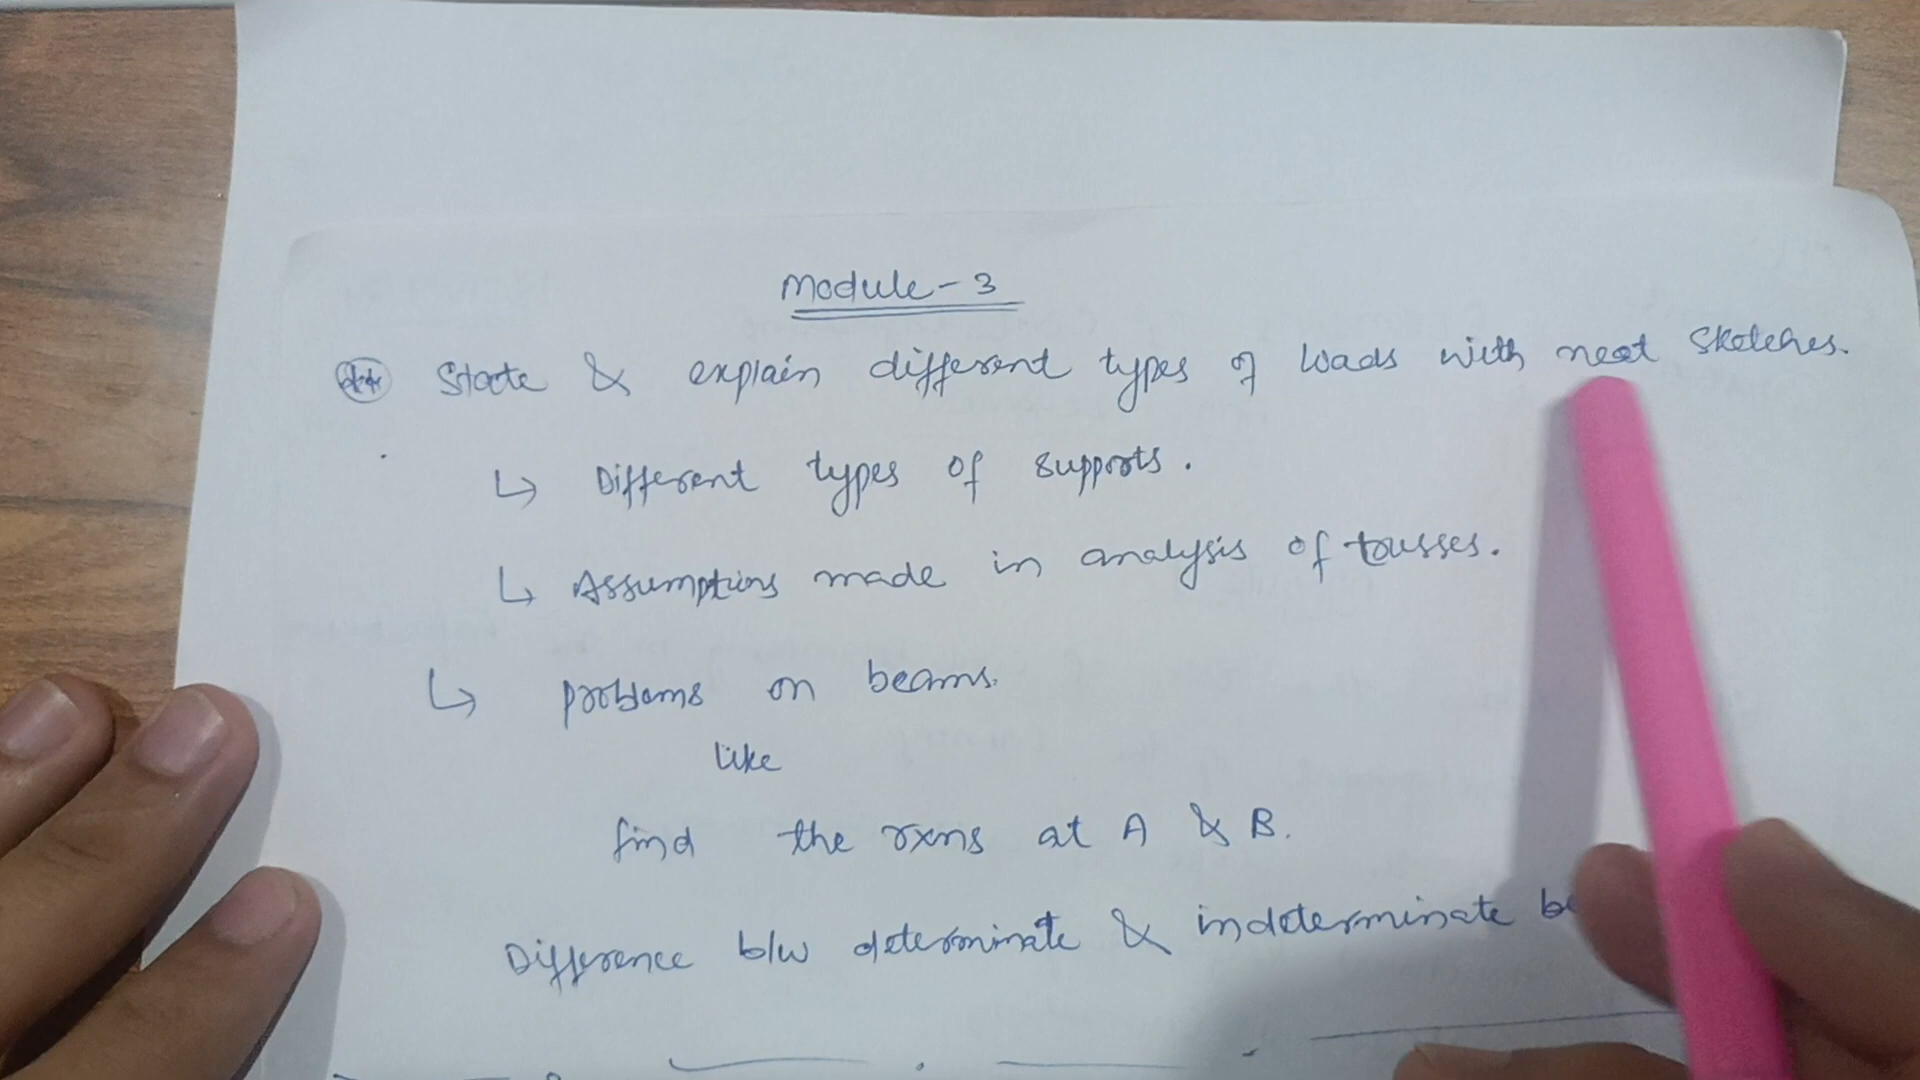 Module-3
** State & explain different types of loads with neat sketches.
↳ Different types of supports.
↳ Assumptions made in analysis of trusses.
↳ problems on beams.
like
find the rxns at A & B.
Difference b/w determinate & indeterminate